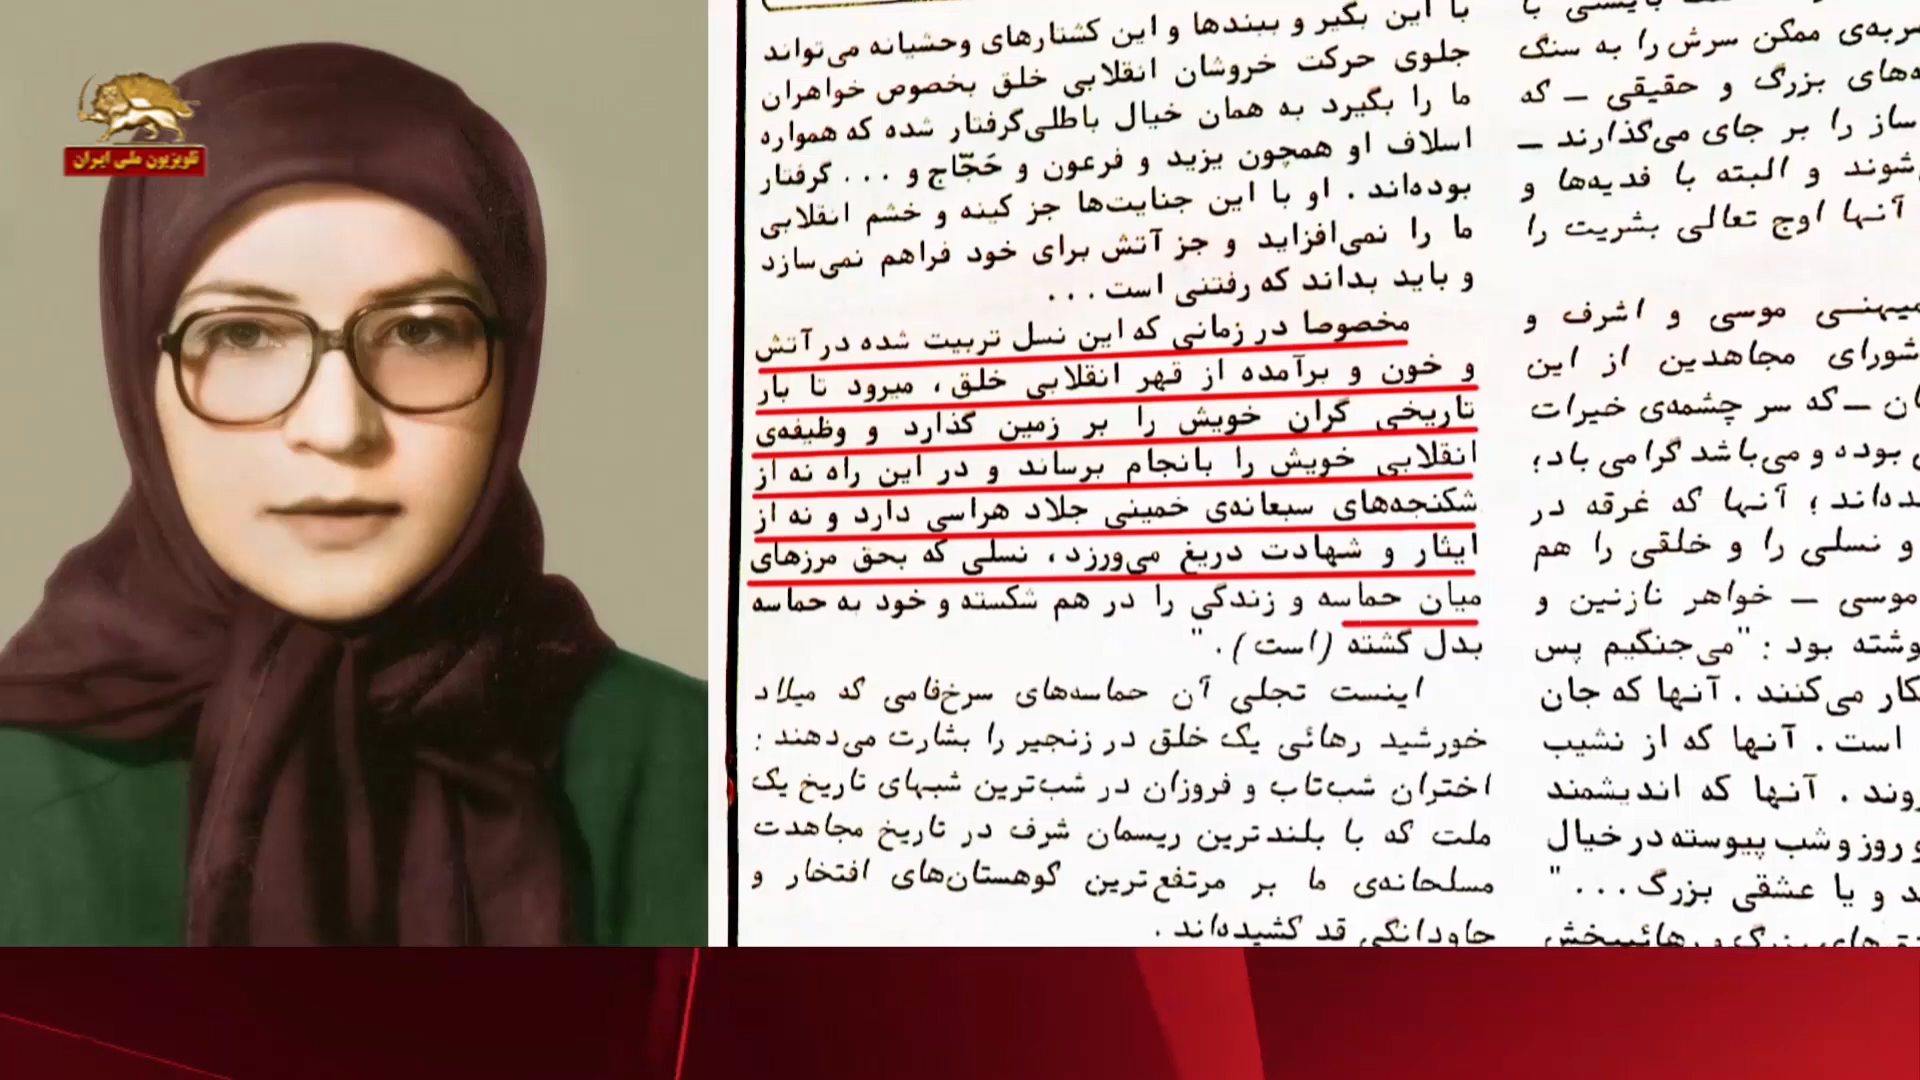 تلویزیون ملی ایران
با این بگیر و ببندها و این کشتارهای وحشیانه می‌تواند
جلوی حرکت خروشان انقلابی خلق بخصوص خواهران
ما را بگیرد به همان خیال باطلی‌گرفتار شده که همواره
اسلاف او همچون یزید و فرعون و حَجّاج و ... گرفتار
بوده‌اند . او با این جنایت‌ها جز کینه و خشم انقلابی
ما را نمی‌افزاید و جز آتش برای خود فراهم نمی‌سازد
و باید بداند که رفتنی است ...
مخصوصا در زمانی که این نسل تربیت شده در آتش
و خون و برآمده از قهر انقلابی خلق ، میرود تا بار
تاریخی گران خویش را بر زمین گذارد و وظیفه‌ی
انقلابی خویش را بانجام برساند و در این راه نه از
شکنجه‌های سبعانه‌ی خمینی جلاد هراسی دارد و نه از
ایثار و شهادت دریغ می‌ورزد ، نسلی که بحق مرزهای
میان حماسه و زندگی را در هم شکسته و خود به حماسه
بدل گشته (است) . "
اینست تجلی آن حماسه‌های سرخ‌فامی که میلاد
خورشید رهائی یک خلق در زنجیر را بشارت می‌دهند :
اختران شب‌تاب و فروزان در شب‌ترین شبهای تاریخ یک
ملت که با بلندترین ریسمان شرف در تاریخ مجاهدت
مسلحانه‌ی ما بر مرتفع‌ترین کوهستان‌های افتخار و
جاودانگی قد کشیده‌اند .
ممکن سرش را به سنگ
بزرگ و حقیقی – که
ساز را بر جای می‌گذارند –
شوند و البته با فدیه‌ها و
آنها اوج تعالی بشریت را
موسی و اشرف و
شورای مجاهدین از این
– که سر چشمه‌ی خیرات
بوده و می‌باشد گرامی باد ؛
آنها که غرقه در
و نسلی را و خلقی را هم
موسی – خواهر نازنین و
بود : "می‌جنگیم پس
می‌کنند . آنها که جان
است . آنها که از نشیب
آنها که اندیشمند
و روز و شب پیوسته در خیال
و یا عشقی بزرگ ... "